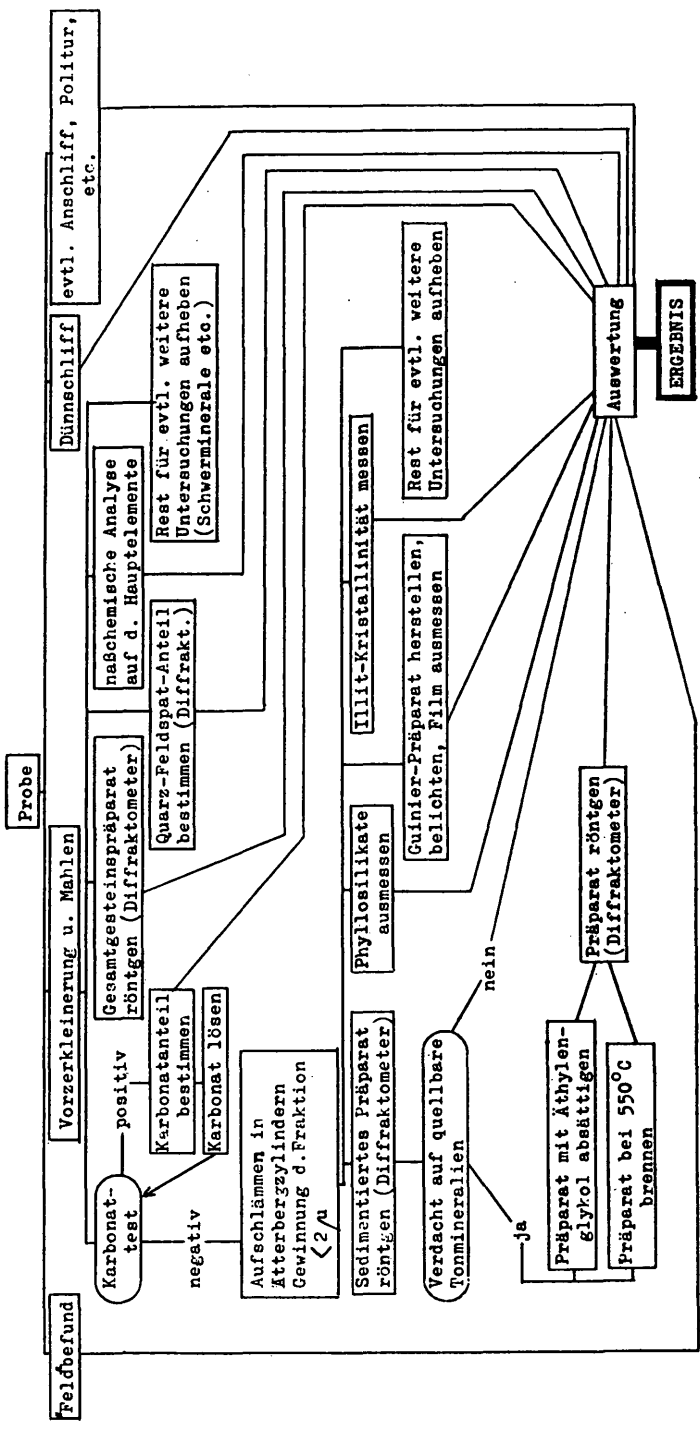 Probe
Feldbefund
Vorzerkleinerung u. Mahlen
Dünnschliff
evtl. Anschliff, Politur,
etc.
Karbonat-
test
positiv
negativ
Karbonatanteil
bestimmen
Karbonat lösen
Gesamtgesteinspräparat
röntgen (Diffraktometer)
Quarz-Feldspat-Anteil
bestimmen (Diffrakt.)
naßchemische Analyse
auf d. Hauptelemente
Rest für evtl. weitere
Untersuchungen aufheben
(Schwerminerale etc.)
Aufschlämmen in
Ätterbergzylindern
Gewinnung d.Fraktion
<2/u
Sedimentiertes Präparat
röntgen (Diffraktometer)
Phyllosilikate
ausmessen
Guinier-Präparat herstellen,
belichten, Film ausmessen
Illit-Kristallinität messen
Rest für evtl. weitere
Untersuchungen aufheben
Verdacht auf quellbare
Tonmineralien
nein
ja
Präparat mit Äthylen-
glykol absättigen
Präparat bei 550°C
brennen
Präparat röntgen
(Diffraktometer)
Auswertung
ERGEBNIS